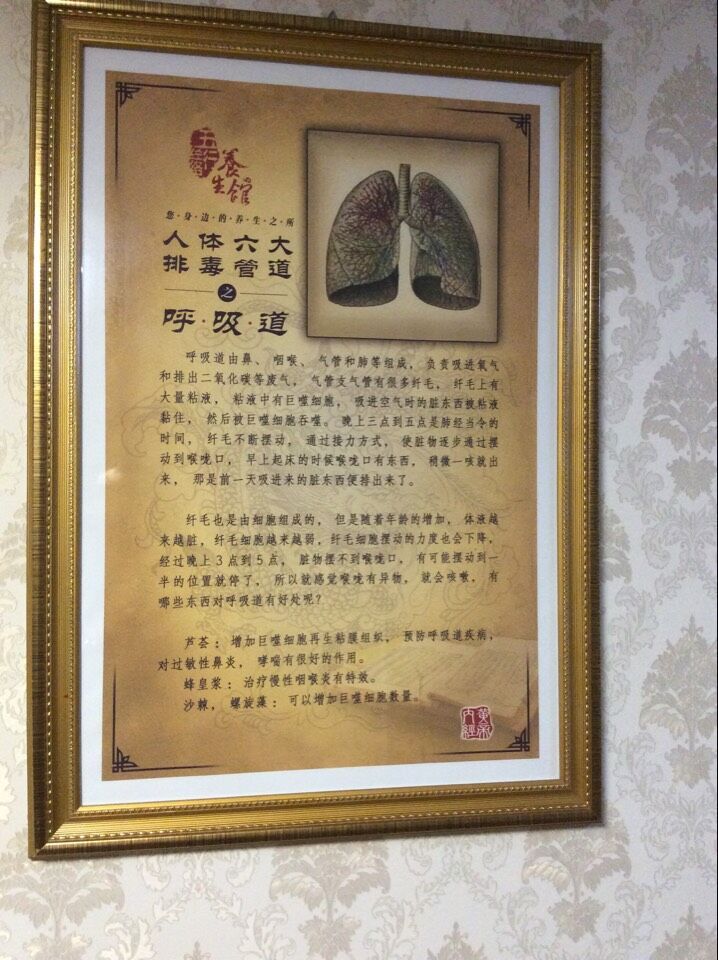 养生馆
您·身·边·的·养·生·之·所
人体六大
排毒管道
之
呼·吸·道
呼吸道由鼻、咽喉、气管和肺等组成，负责吸进氧气
和排出二氧化碳等废气，气管支气管有很多纤毛，纤毛上有
大量粘液，粘液中有巨噬细胞，吸进空气时的脏东西被粘液
黏住，然后被巨噬细胞吞噬。晚上三点到五点是肺经当令的
时间，纤毛不断摆动，通过接力方式，使脏物逐步通过摆
动到喉咙口，早上起床的时候喉咙口有东西，稍微一咳就出
来，那是前一天吸进来的脏东西便排出来了。
纤毛也是由细胞组成的，但是随着年龄的增加，体液越
来越脏，纤毛细胞越来越弱，纤毛细胞摆动的力度也会下降，
经过晚上3点到5点，脏物摆不到喉咙口，有可能摆动到一
半的位置就停了，所以就感觉喉咙有异物，就会咳嗽，有
哪些东西对呼吸道有好处呢？
芦荟：增加巨噬细胞再生粘膜组织，预防呼吸道疾病，
对过敏性鼻炎，哮喘有很好的作用。
蜂皇浆：治疗慢性咽喉炎有特效。
沙棘，螺旋藻：可以增加巨噬细胞数量。
黄帝内经